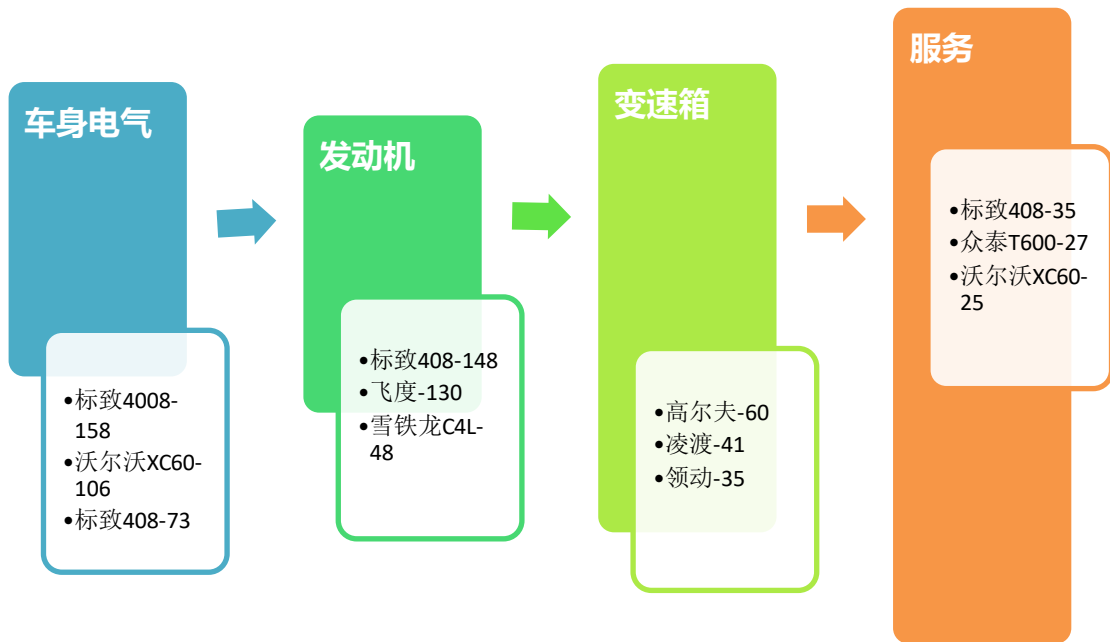 车身电气
•标致4008-
158
•沃尔沃XC60-
106
•标致408-73
发动机
•标致408-148
•飞度-130
•雪铁龙C4L-
48
变速箱
•高尔夫-60
•凌渡-41
•领动-35
服务
•标致408-35
•众泰T600-27
•沃尔沃XC60-
25